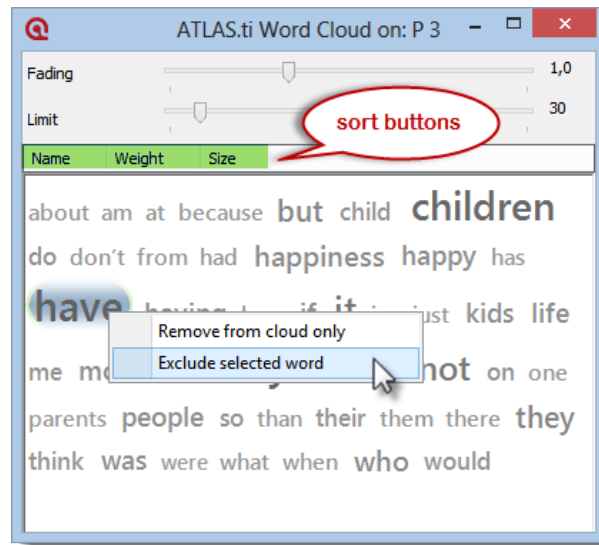 ATLAS.ti Word Cloud on: P 3
Fading 1,0
Limit 30
sort buttons
Name Weight Size
about am at because but child children
do don't from had happiness happy has
have having if it just kids life
Remove from cloud only
Exclude selected word
me not on one
parents people so than their them there they
think was were what when who would